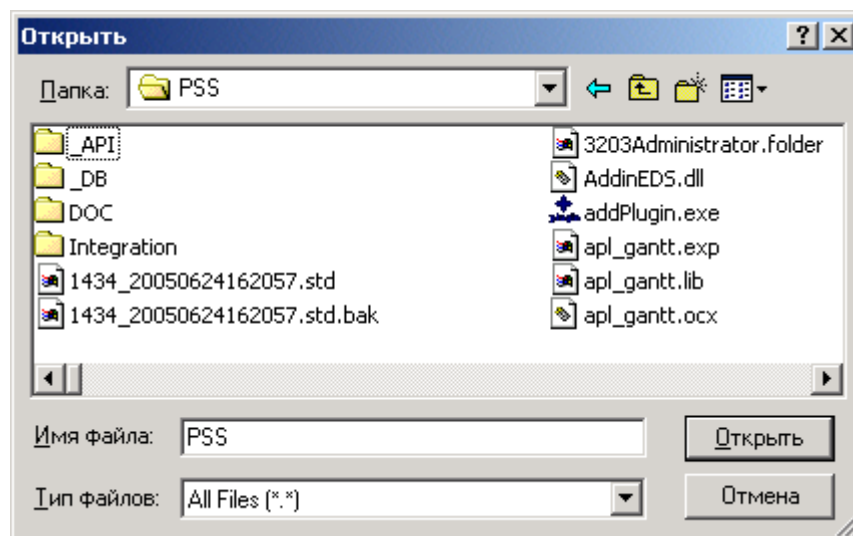 Открыть
Папка: PSS
_API
_DB
DOC
Integration
1434_20050624162057.std
1434_20050624162057.std.bak
3203Administrator.folder
AddinEDS.dll
addPlugin.exe
apl_gantt.exp
apl_gantt.lib
apl_gantt.ocx
Имя файла: PSS
Открыть
Тип файлов: All Files (*.*)
Отмена